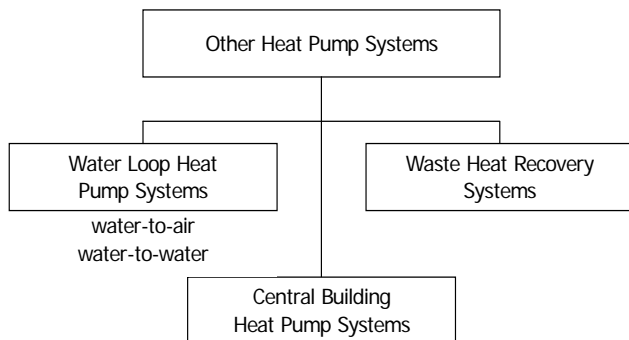 Other Heat Pump Systems
Water Loop Heat
Pump Systems
Waste Heat Recovery
Systems
water-to-air
water-to-water
Central Building
Heat Pump Systems